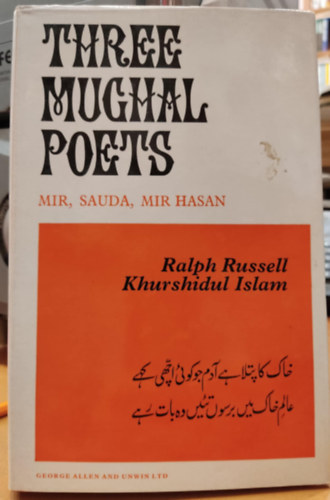 THREE
MUGHAL
POETS
MIR, SAUDA, MIR HASAN
Ralph Russell
Khurshidul Islam
خاک کا پتلا ہے آدم جو کوئی اچھی کہے
عالمِ خاک میں برسوں تئیں وہ بات رہے
GEORGE ALLEN AND UNWIN LTD